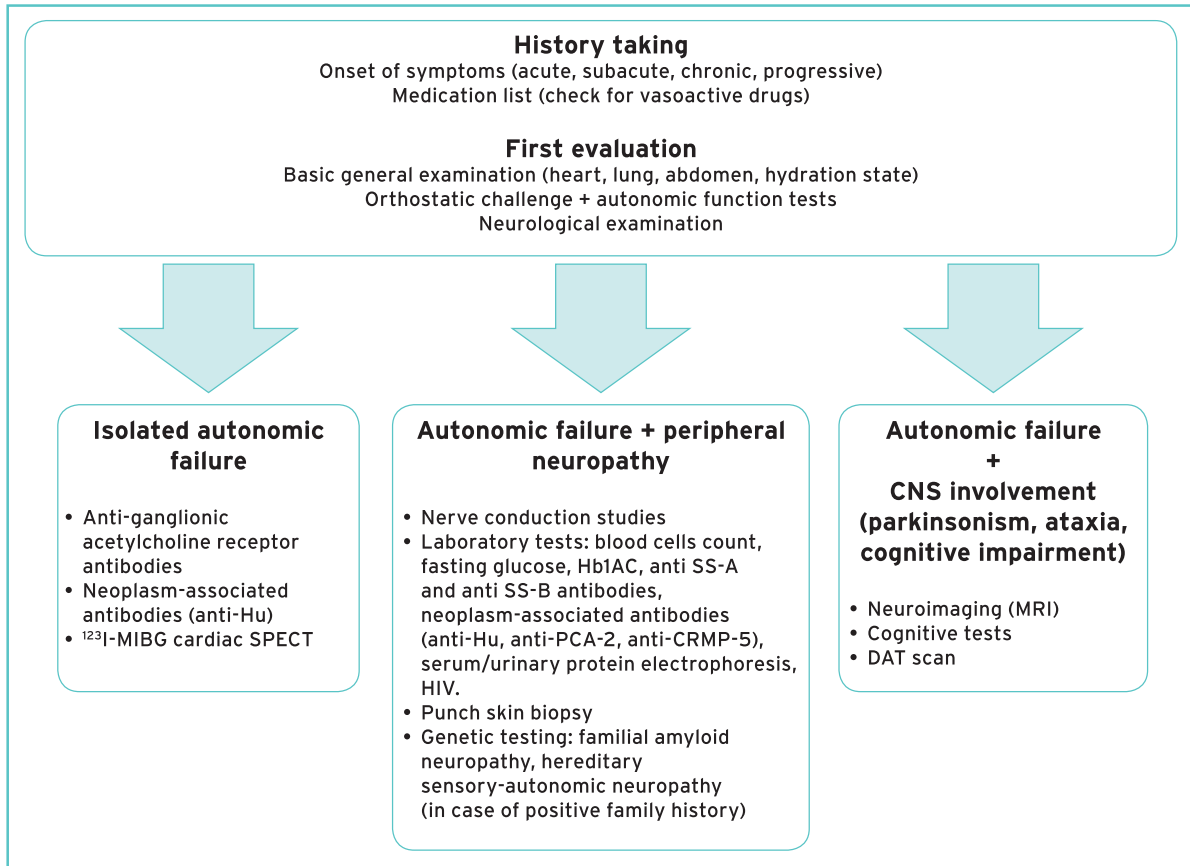 History taking
Onset of symptoms (acute, subacute, chronic, progressive)
Medication list (check for vasoactive drugs)
First evaluation
Basic general examination (heart, lung, abdomen, hydration state)
Orthostatic challenge + autonomic function tests
Neurological examination
Isolated autonomic
failure
• Anti-ganglionic
acetylcholine receptor
antibodies
• Neoplasm-associated
antibodies (anti-Hu)
• ¹²³I-MIBG cardiac SPECT
Autonomic failure + peripheral
neuropathy
• Nerve conduction studies
• Laboratory tests: blood cells count,
fasting glucose, Hb1AC, anti SS-A
and anti SS-B antibodies,
neoplasm-associated antibodies
(anti-Hu, anti-PCA-2, anti-CRMP-5),
serum/urinary protein electrophoresis,
HIV.
• Punch skin biopsy
• Genetic testing: familial amyloid
neuropathy, hereditary
sensory-autonomic neuropathy
(in case of positive family history)
Autonomic failure
+
CNS involvement
(parkinsonism, ataxia,
cognitive impairment)
• Neuroimaging (MRI)
• Cognitive tests
• DAT scan